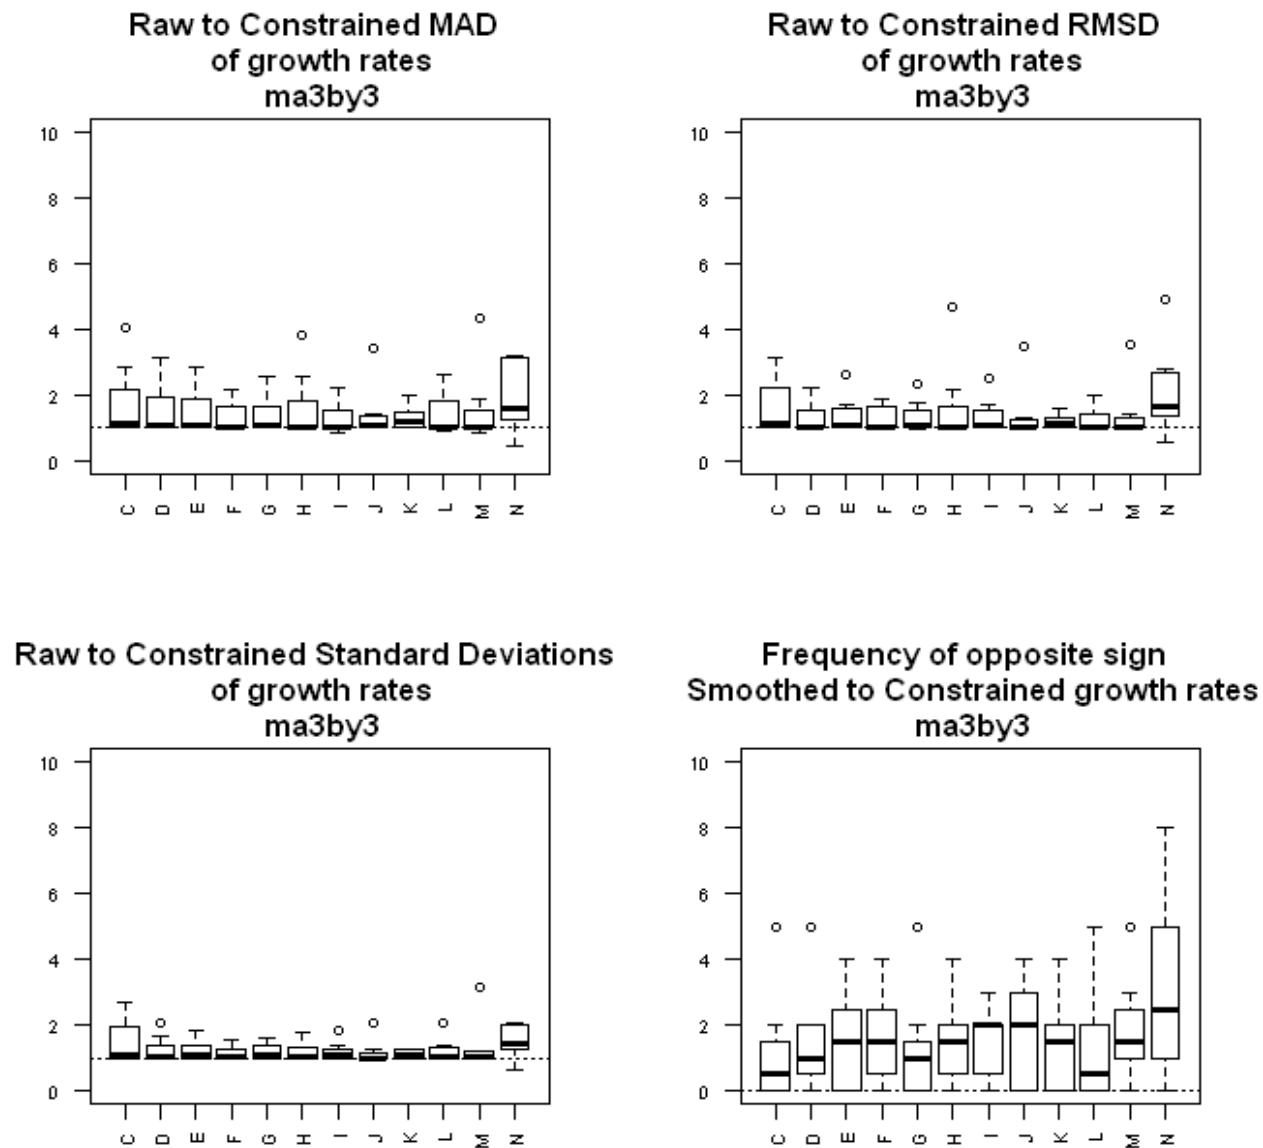 Raw to Constrained MAD
of growth rates
ma3by3
10
8
6
4
2
0
C D E F G H I J K L M N
Raw to Constrained RMSD
of growth rates
ma3by3
10
8
6
4
2
0
C D E F G H I J K L M N
Raw to Constrained Standard Deviations
of growth rates
ma3by3
10
8
6
4
2
0
C D E F G H I J K L M N
Frequency of opposite sign
Smoothed to Constrained growth rates
ma3by3
10
8
6
4
2
0
C D E F G H I J K L M N